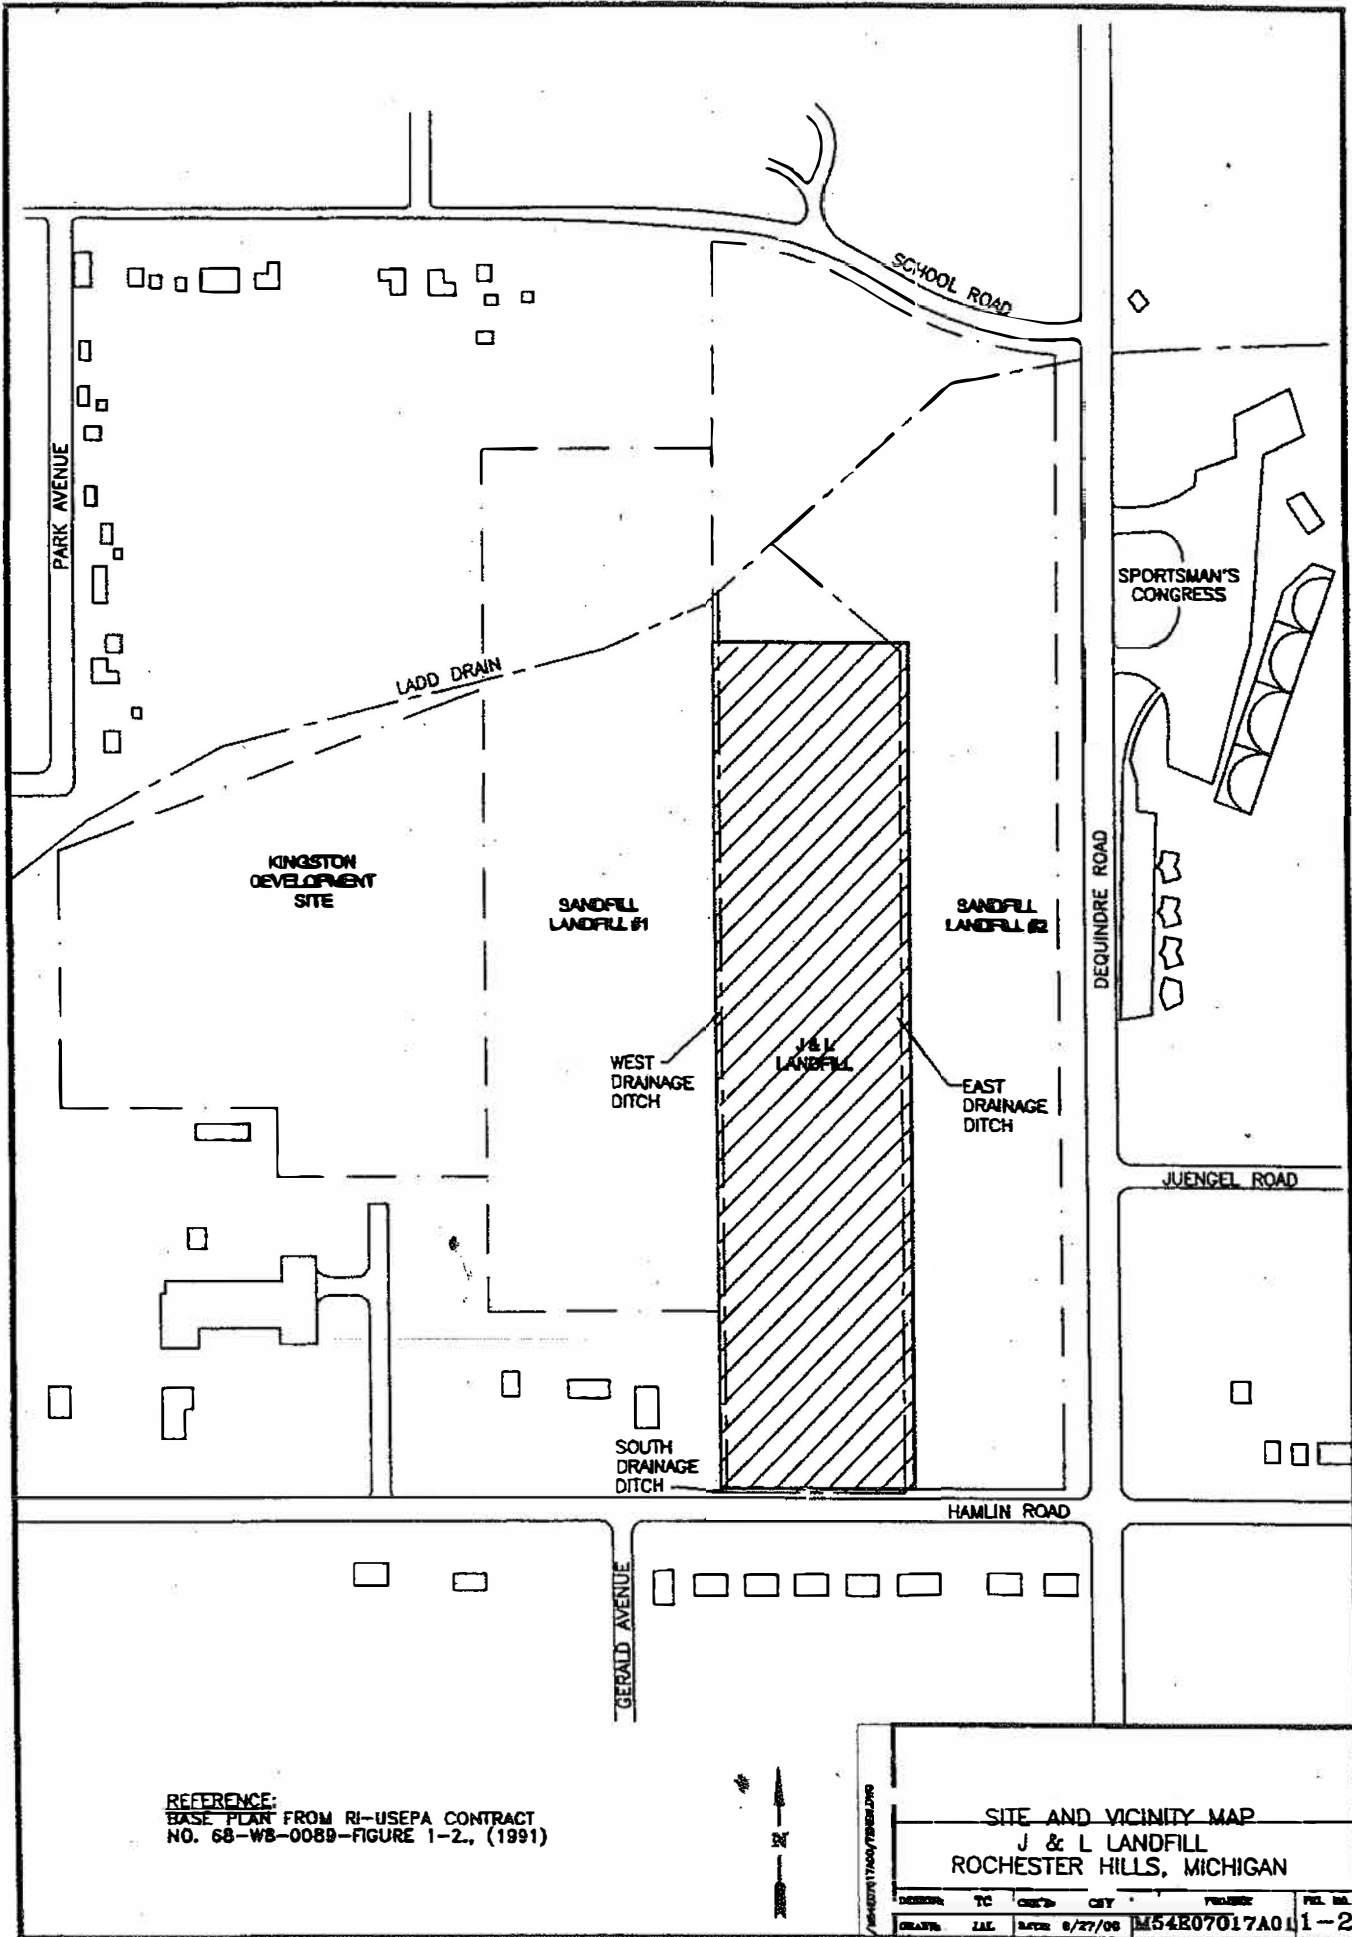 SCHOOL ROAD
PARK AVENUE
SPORTSMAN'S
CONGRESS
LADD DRAIN
KINGSTON
DEVELOPMENT
SITE
SANDFILL
LANDFILL #1
SANDFILL
LANDFILL #2
DEQUINDRE ROAD
WEST
DRAINAGE
DITCH
J & L
LANDFILL
EAST
DRAINAGE
DITCH
JUENGEL ROAD
SOUTH
DRAINAGE
DITCH
HAMLIN ROAD
GERALD AVENUE
REFERENCE:
BASE PLAN FROM RI-USEPA CONTRACT
NO. 68-W8-0089-FIGURE 1-2., (1991)
N
SITE AND VICINITY MAP
J & L LANDFILL
ROCHESTER HILLS, MICHIGAN
TC
PROJECT
DRAWN
M54E07017A01
1-2